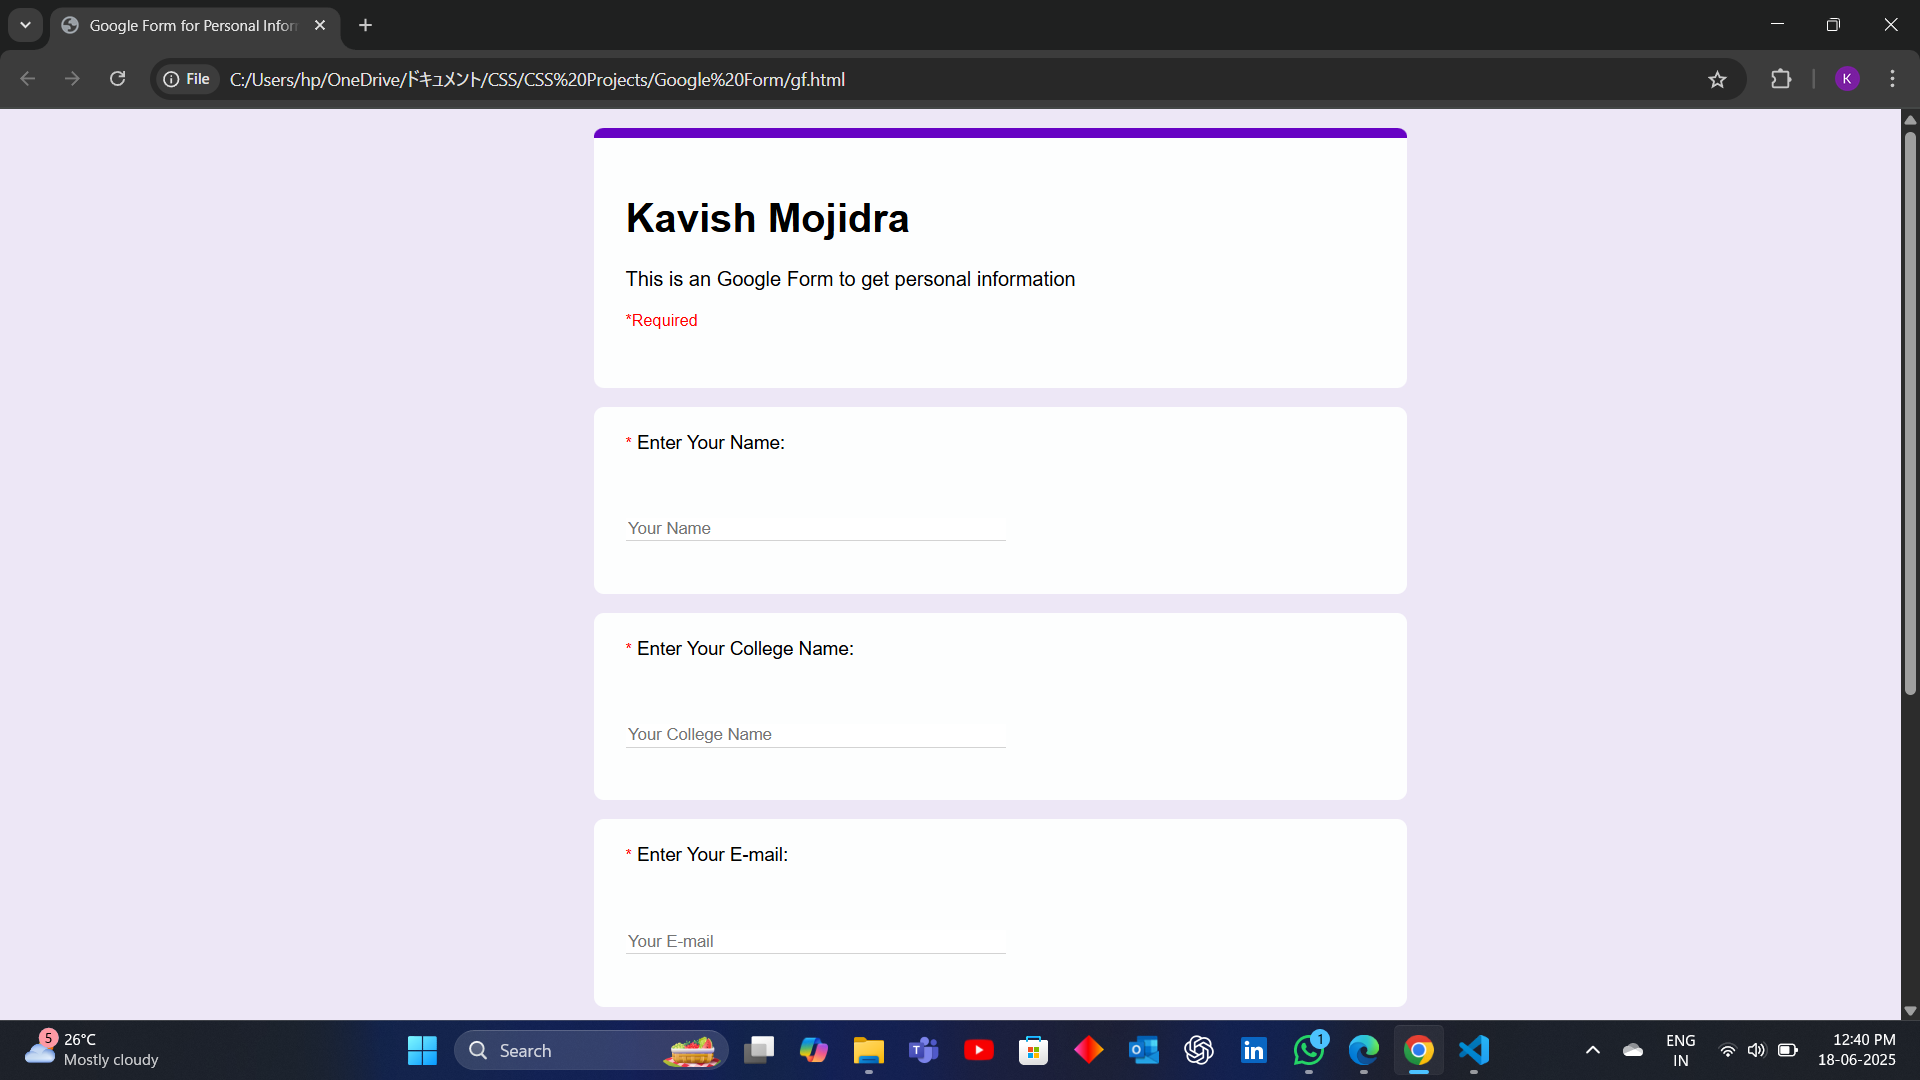 Google Form for Personal Infor
File
C:/Users/hp/OneDrive/ドキュメント/CSS/CSS%20Projects/Google%20Form/gf.html
K
Kavish Mojidra
This is an Google Form to get personal information
*Required
* Enter Your Name:
Your Name
* Enter Your College Name:
Your College Name
* Enter Your E-mail:
Your E-mail
5
26°C
Mostly cloudy
Search
T
O
in
1
ENG
IN
12:40 PM
18-06-2025